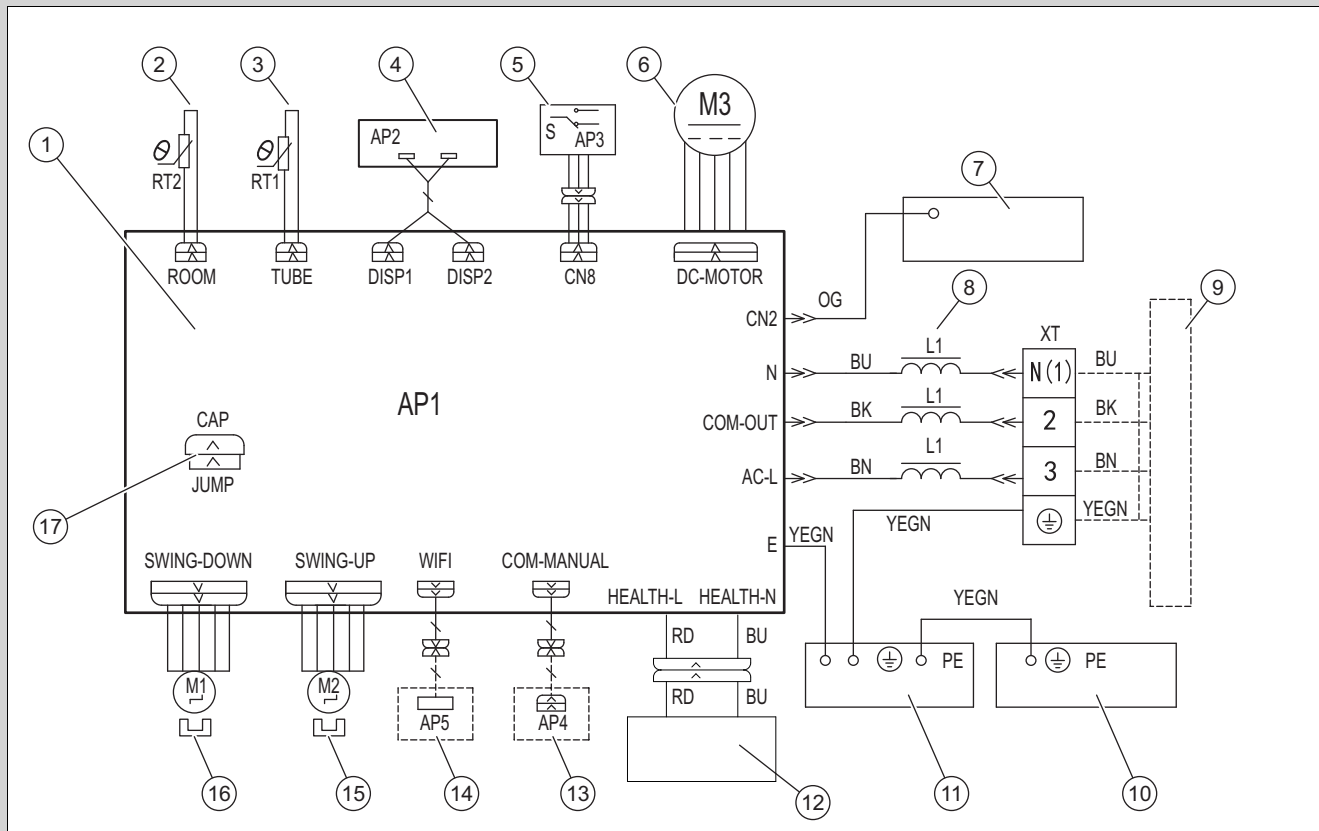 2
3
4
5
6
1
7
8
9
AP2
S
AP3
M3
θ
RT2
θ
RT1
ROOM
TUBE
DISP1
DISP2
CN8
DC-MOTOR
OG
CN2
XT
N
BU
L1
N(1)
BU
AP1
COM-OUT
BK
L1
2
BK
CAP
JUMP
AC-L
BN
L1
3
BN
YEGN
YEGN
YEGN
E
17
SWING-DOWN
SWING-UP
WIFI
COM-MANUAL
HEALTH-L
HEALTH-N
YEGN
RD
BU
PE
PE
RD
BU
M1
M2
AP5
AP4
16
15
14
13
12
11
10